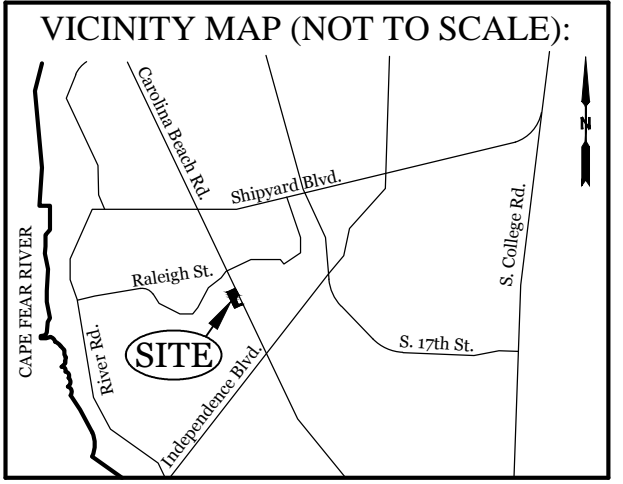 VICINITY MAP (NOT TO SCALE):
Carolina Beach Rd.
N
Shipyard Blvd.
S. College Rd.
Raleigh St.
CAPE FEAR RIVER
River Rd.
SITE
Independence Blvd.
S. 17th St.